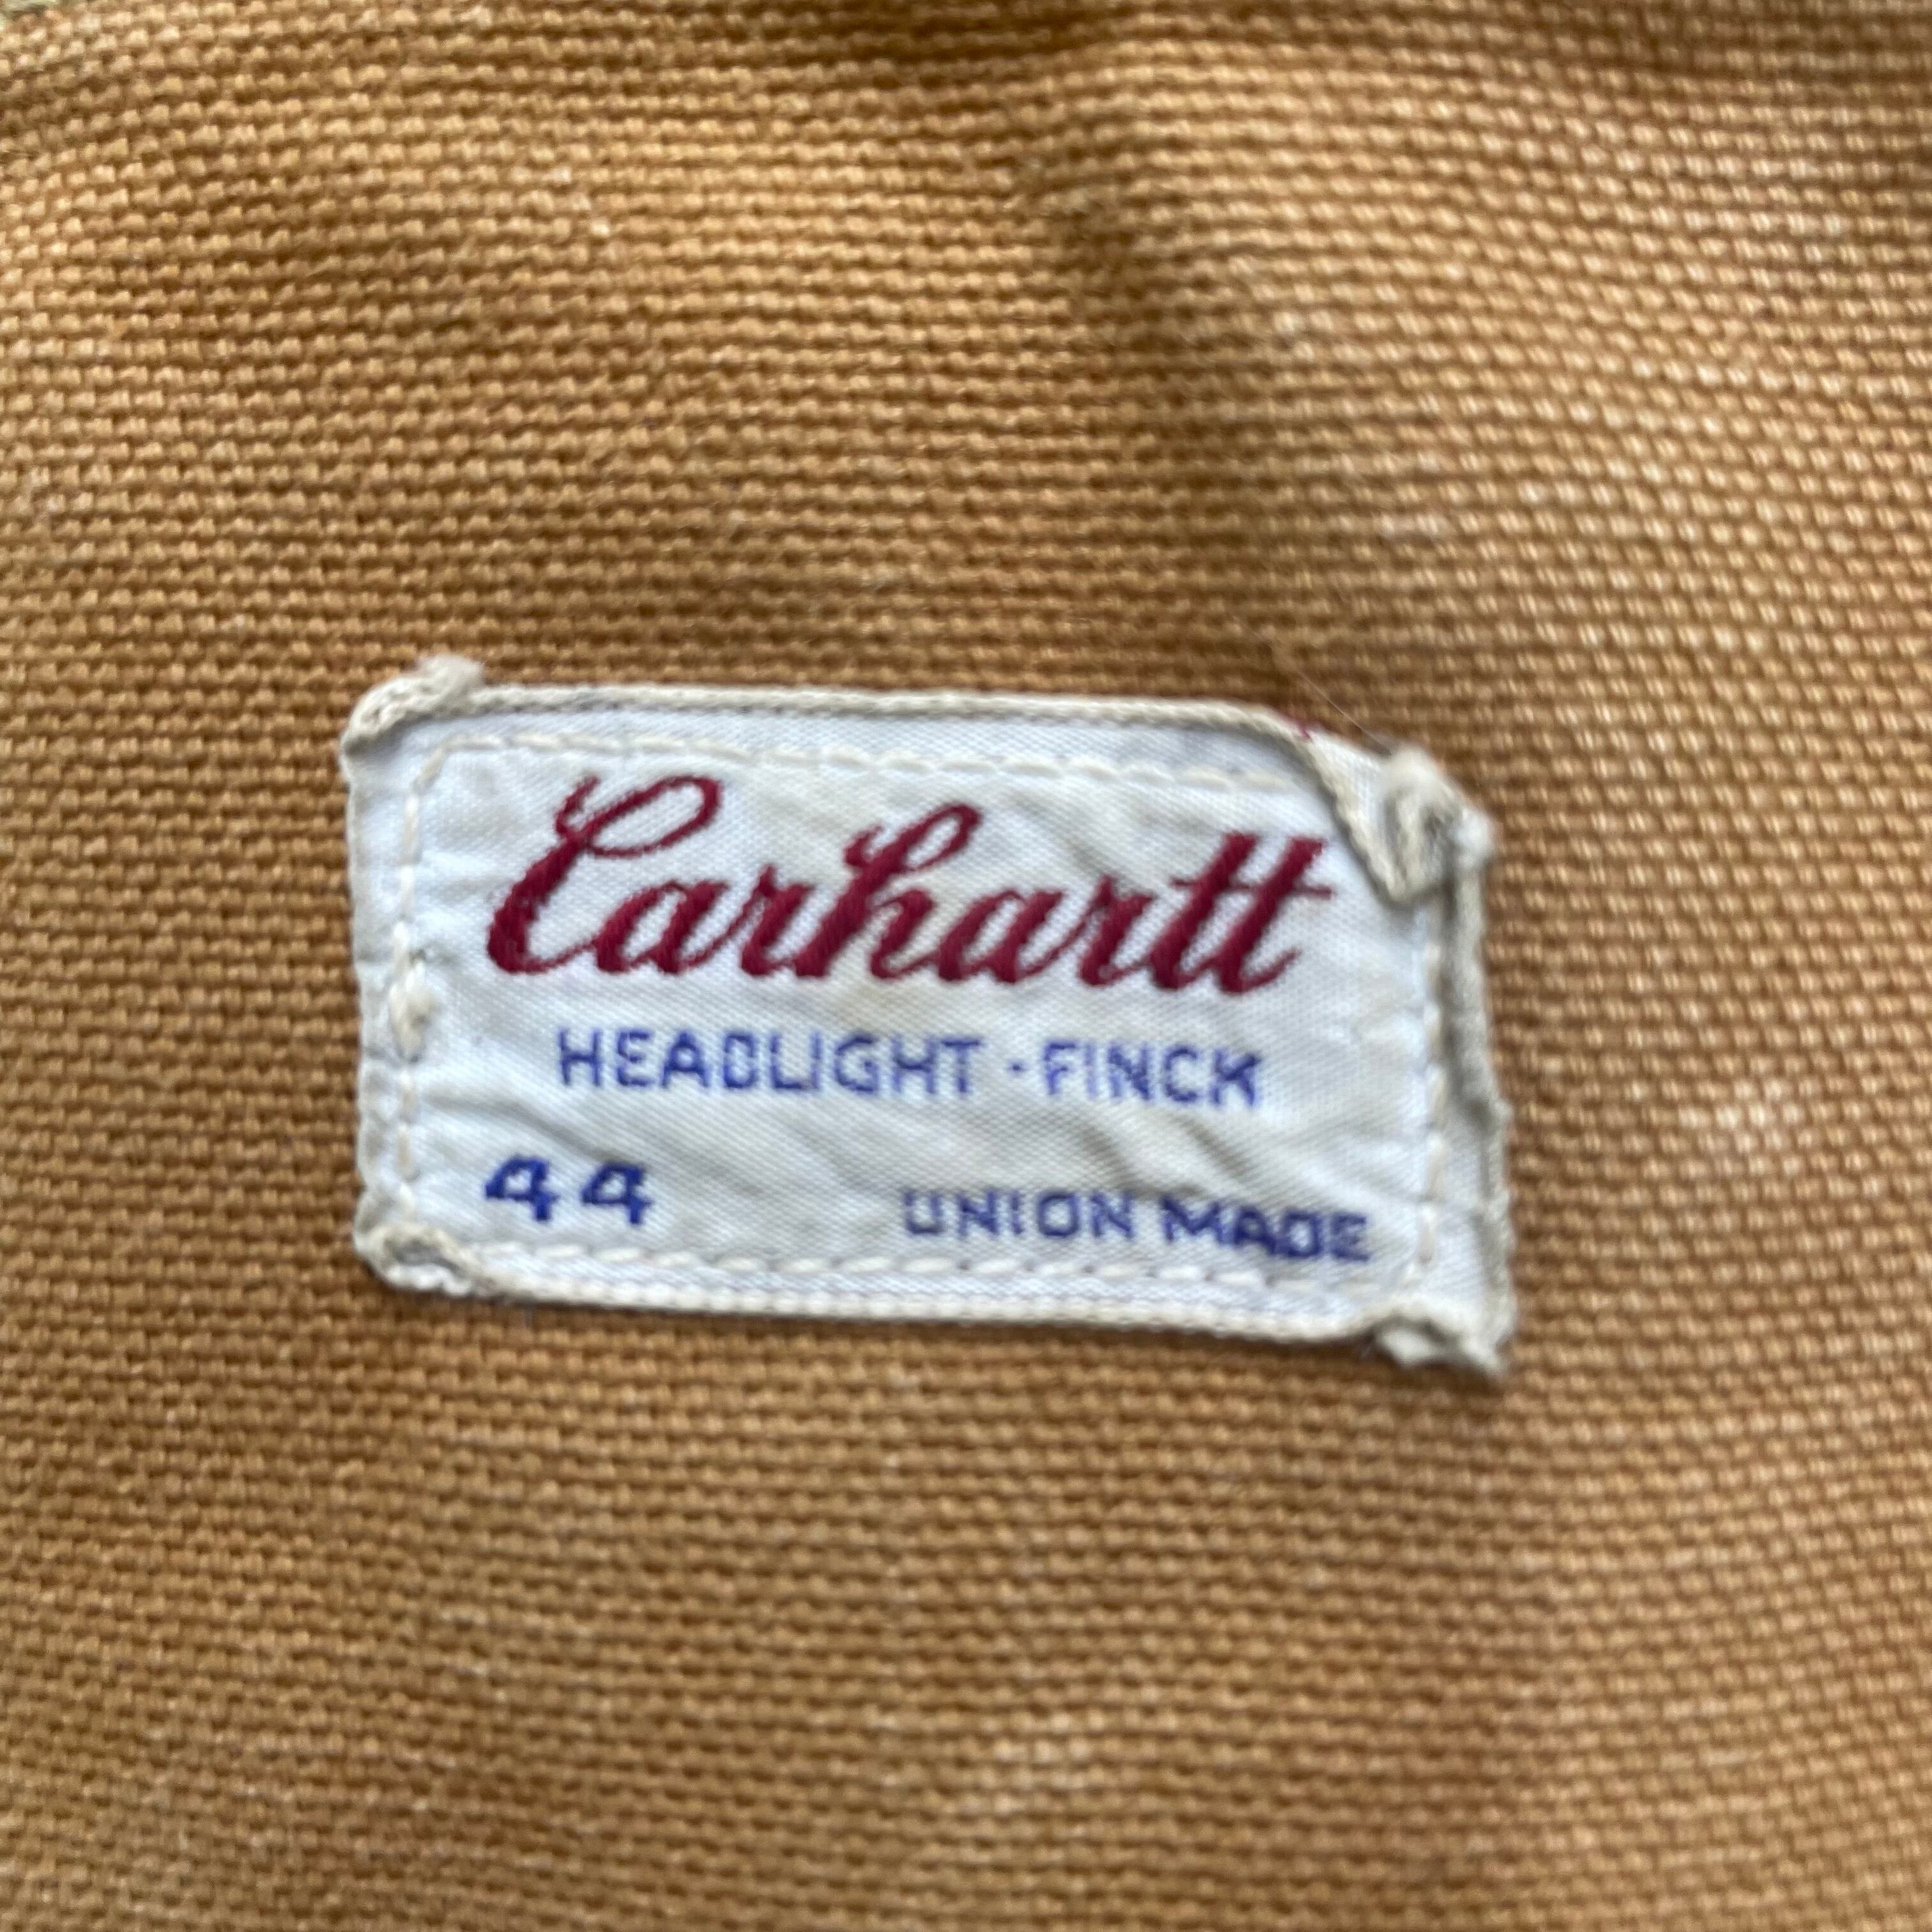 Carhartt
HEADLIGHT - FINCK
44 UNION MADE